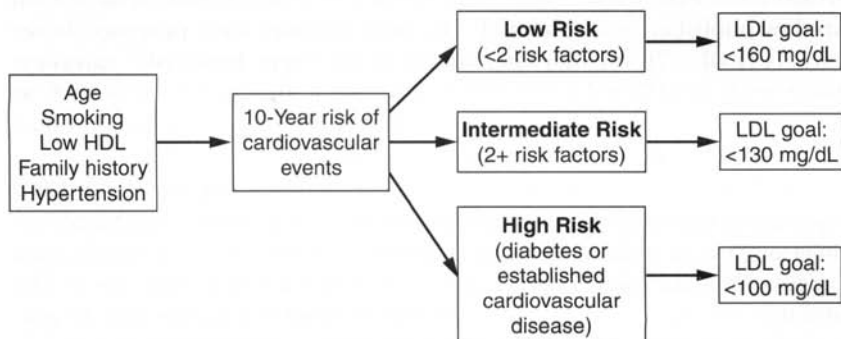 Age
Smoking
Low HDL
Family history
Hypertension
10-Year risk of
cardiovascular
events
Low Risk
(<2 risk factors)
LDL goal:
<160 mg/dL
Intermediate Risk
(2+ risk factors)
LDL goal:
<130 mg/dL
High Risk
(diabetes or
established
cardiovascular
disease)
LDL goal:
<100 mg/dL